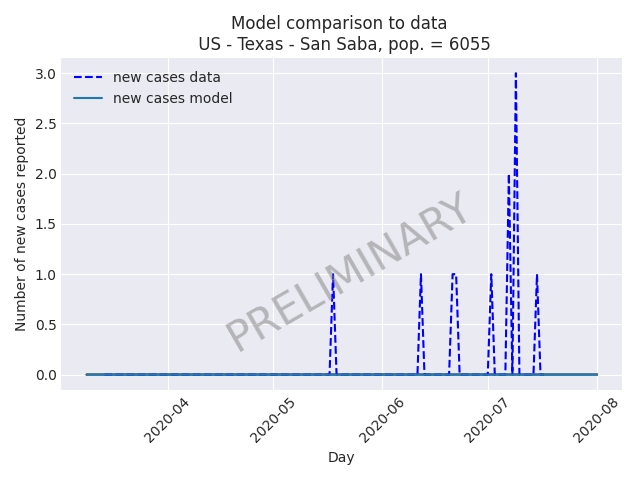 Model comparison to data
US - Texas - San Saba, pop. = 6055
new cases data
new cases model
3.0
2.5
2.0
1.5
1.0
0.5
0.0
Number of new cases reported
PRELIMINARY
2020-04
2020-05
2020-06
2020-07
2020-08
Day